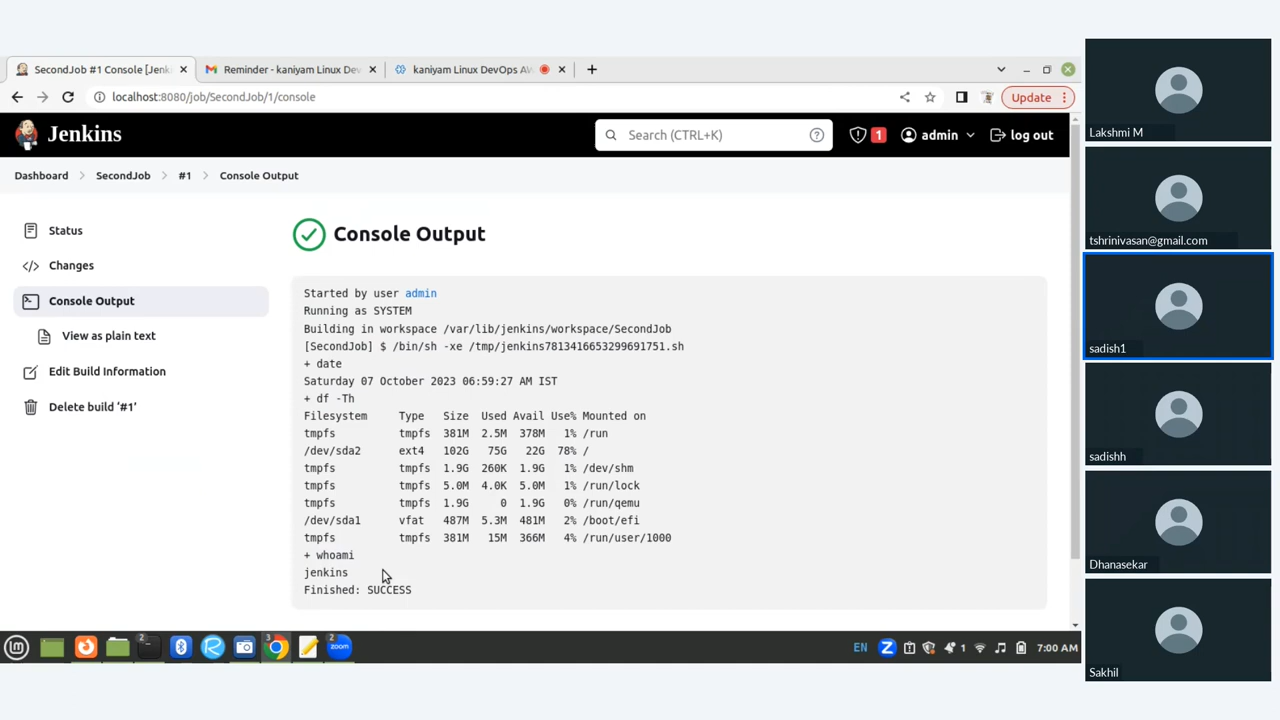 SecondJob #1 Console [Jenk
Reminder - kaniyam Linux Dev
kaniyam Linux DevOps AW
localhost:8080/job/SecondJob/1/console
Update
Jenkins
Search (CTRL+K)
1
admin
log out
Dashboard
SecondJob
#1
Console Output
Status
Changes
Console Output
View as plain text
Edit Build Information
Delete build ‘#1’
Console Output
Started by user admin
Running as SYSTEM
Building in workspace /var/lib/jenkins/workspace/SecondJob
[SecondJob] $ /bin/sh -xe /tmp/jenkins7813416653299691751.sh
+ date
Saturday 07 October 2023 06:59:27 AM IST
+ df -Th
Filesystem Type Size Used Avail Use% Mounted on
tmpfs tmpfs 381M 2.5M 378M 1% /run
/dev/sda2 ext4 102G 75G 22G 78% /
tmpfs tmpfs 1.9G 260K 1.9G 1% /dev/shm
tmpfs tmpfs 5.0M 4.0K 5.0M 1% /run/lock
tmpfs tmpfs 1.9G 0 1.9G 0% /run/qemu
/dev/sda1 vfat 487M 5.3M 481M 2% /boot/efi
tmpfs tmpfs 381M 15M 366M 4% /run/user/1000
+ whoami
jenkins
Finished: SUCCESS
2
3
2
zoom
EN
Z
1
7:00 AM
Lakshmi M
tshrinivasan@gmail.com
sadish1
sadishh
Dhanasekar
Sakhil